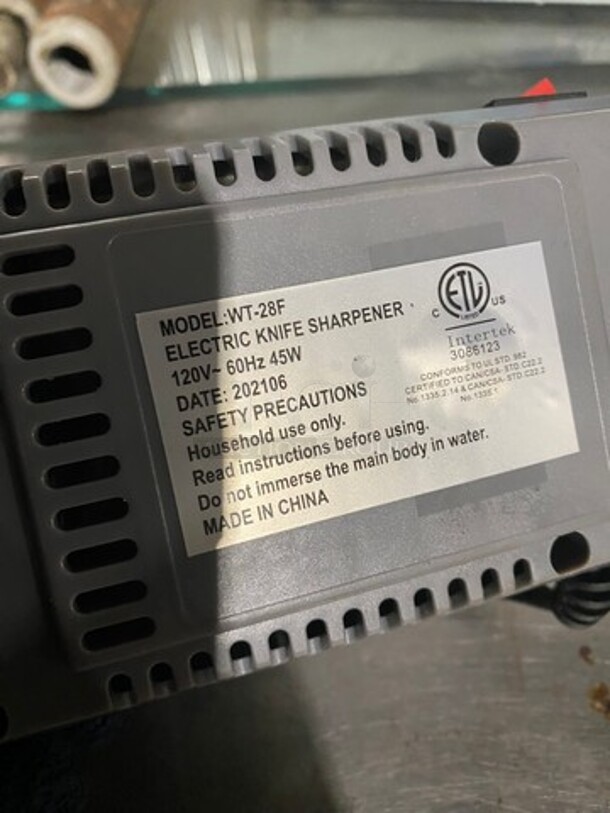 MODEL:WT-28F
ELECTRIC KNIFE SHARPENER
120V~ 60Hz 45W
DATE: 202106
SAFETY PRECAUTIONS
Household use only.
Read instructions before using.
Do not immerse the main body in water.
MADE IN CHINA
C ETL US
LISTED
Intertek
3086123
CONFORMS TO UL STD. 982
CERTIFIED TO CAN/CSA- STD C22.2
No.1335.2.14 & CAN/CSA- STD C22.2
No.1335.1